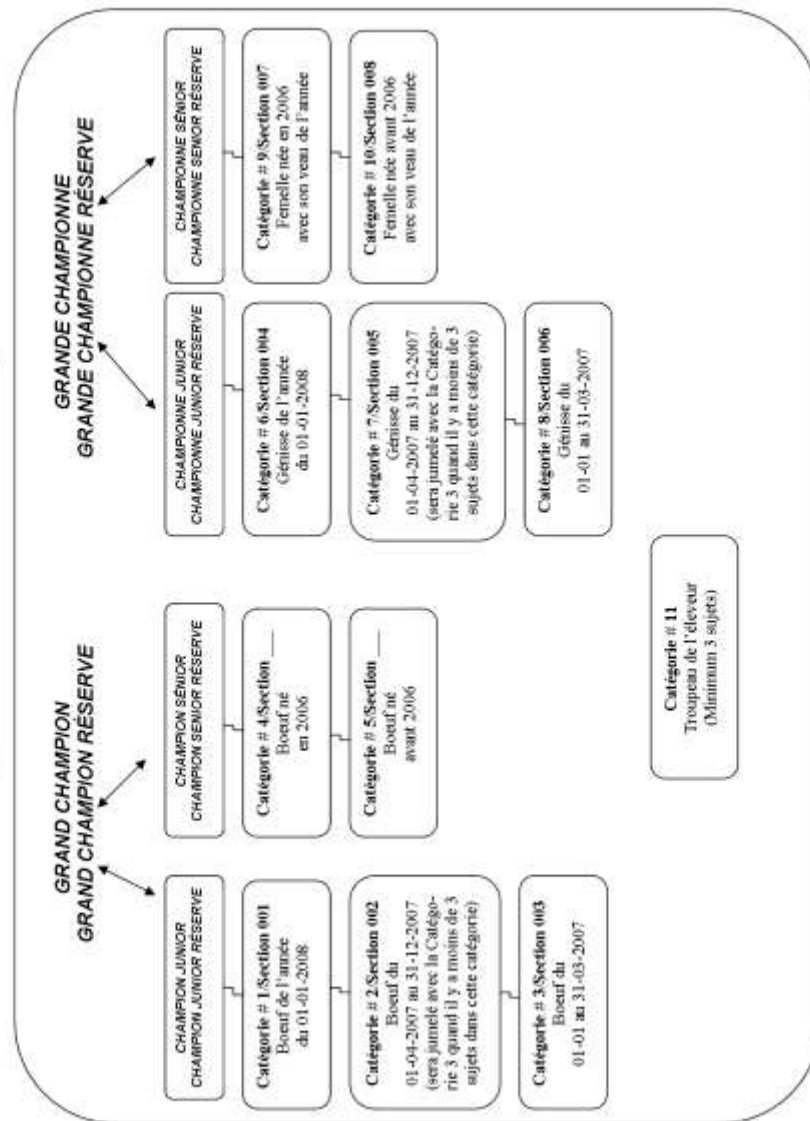 GRAND CHAMPION
GRAND CHAMPION RÉSERVE
CHAMPION JUNIOR
CHAMPION JUNIOR RÉSERVE
Catégorie # 1/Section 001
Boeuf de l'année
du 01-01-2008
Catégorie # 2/Section 002
Boeuf du
01-04-2007 au 31-12-2007
(sera jumelé avec la Catégo-
rie 3 quand il y a moins de 3
sujets dans cette catégorie)
Catégorie # 3/Section 003
Boeuf du
01-01 au 31-03-2007
CHAMPION SÉNIOR
CHAMPION SENIOR RÉSERVE
Catégorie # 4/Section ___
Boeuf né
en 2006
Catégorie # 5/Section ___
Boeuf né
avant 2006
GRANDE CHAMPIONNE
GRANDE CHAMPIONNE RÉSERVE
CHAMPIONNE JUNIOR
CHAMPIONNE JUNIOR RÉSERVE
Catégorie # 6/Section 004
Génisse de l'année
du 01-01-2008
Catégorie # 7/Section 005
Génisse du
01-04-2007 au 31-12-2007
(sera jumelé avec la Catégo-
rie 3 quand il y a moins de 3
sujets dans cette catégorie)
Catégorie # 8/Section 006
Génisse du
01-01 au 31-03-2007
CHAMPIONNE SÉNIOR
CHAMPIONNE SENIOR RÉSERVE
Catégorie # 9/Section 007
Femelle née en 2006
avec son veau de l'année
Catégorie # 10/Section 008
Femelle née avant 2006
avec son veau de l'année
Catégorie # 11
Troupeau de l'éleveur
(Minimum 3 sujets)